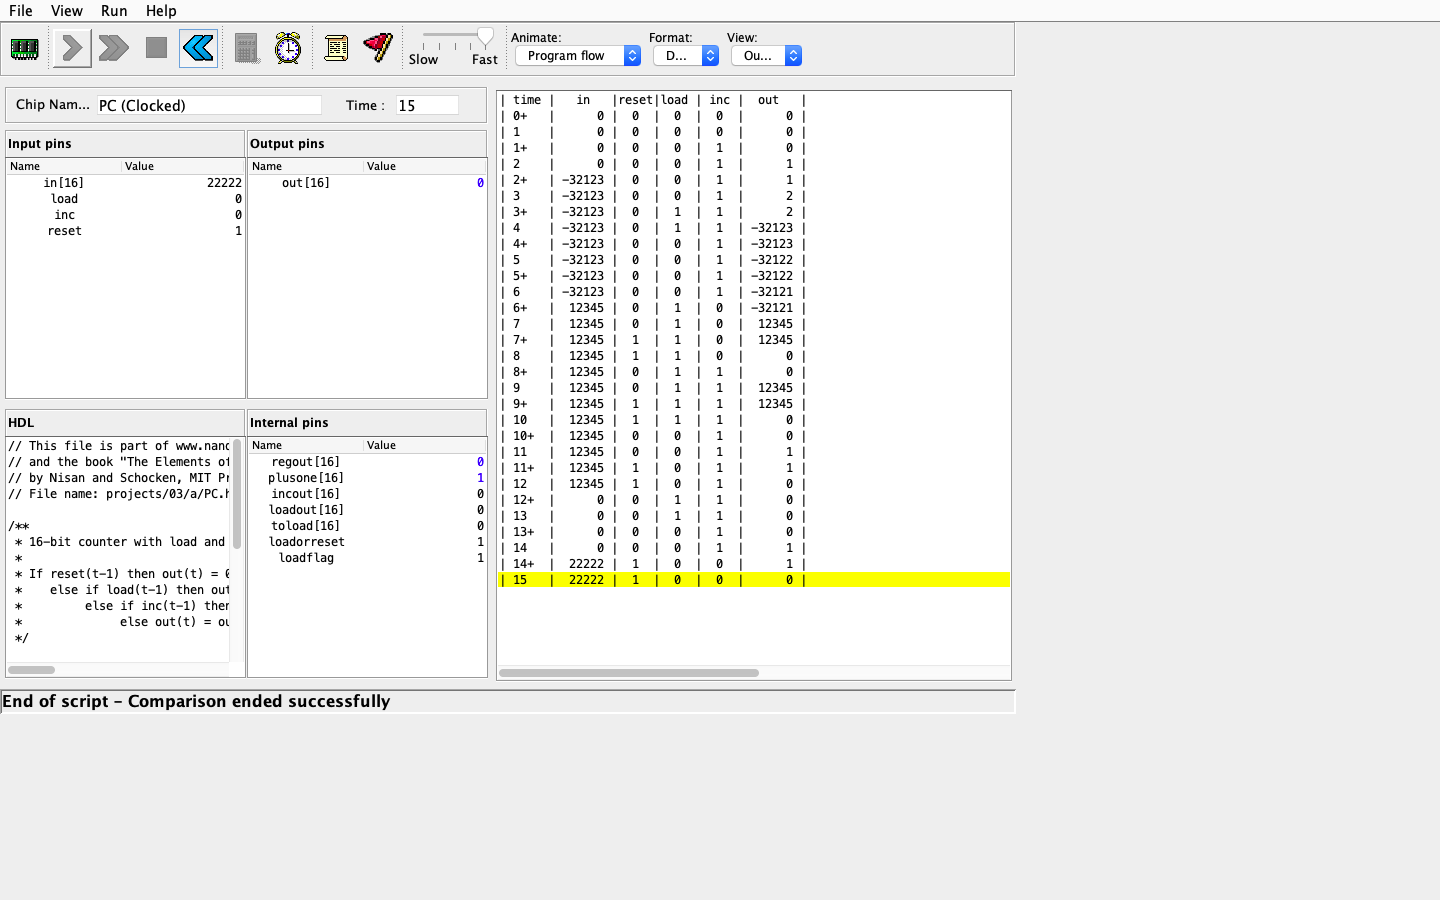 File View Run Help
Slow Fast
Animate: Format: View:
Program flow D... Ou...
Chip Nam... PC (Clocked) Time : 15
Input pins
Name Value
in[16] 22222
load 0
inc 0
reset 1
Output pins
Name Value
out[16] 0
HDL
// This file is part of www.nand
// and the book "The Elements of
// by Nisan and Schocken, MIT Pr
// File name: projects/03/a/PC.h
/**
* 16-bit counter with load and
*
* If reset(t-1) then out(t) = 0
* else if load(t-1) then out
* else if inc(t-1) then
* else out(t) = ou
*/
Internal pins
Name Value
regout[16] 0
plusone[16] 1
incout[16] 0
loadout[16] 0
toload[16] 0
loadorreset 1
loadflag 1
| time | in |reset|load | inc | out |
| 0+ | 0 | 0 | 0 | 0 | 0 |
| 1 | 0 | 0 | 0 | 0 | 0 |
| 1+ | 0 | 0 | 0 | 1 | 0 |
| 2 | 0 | 0 | 0 | 1 | 1 |
| 2+ | -32123 | 0 | 0 | 1 | 1 |
| 3 | -32123 | 0 | 0 | 1 | 2 |
| 3+ | -32123 | 0 | 1 | 1 | 2 |
| 4 | -32123 | 0 | 1 | 1 | -32123 |
| 4+ | -32123 | 0 | 0 | 1 | -32123 |
| 5 | -32123 | 0 | 0 | 1 | -32122 |
| 5+ | -32123 | 0 | 0 | 1 | -32122 |
| 6 | -32123 | 0 | 0 | 1 | -32121 |
| 6+ | 12345 | 0 | 1 | 0 | -32121 |
| 7 | 12345 | 0 | 1 | 0 | 12345 |
| 7+ | 12345 | 1 | 1 | 0 | 12345 |
| 8 | 12345 | 1 | 1 | 0 | 0 |
| 8+ | 12345 | 0 | 1 | 1 | 0 |
| 9 | 12345 | 0 | 1 | 1 | 12345 |
| 9+ | 12345 | 1 | 1 | 1 | 12345 |
| 10 | 12345 | 1 | 1 | 1 | 0 |
| 10+ | 12345 | 0 | 0 | 1 | 0 |
| 11 | 12345 | 0 | 0 | 1 | 1 |
| 11+ | 12345 | 1 | 0 | 1 | 1 |
| 12 | 12345 | 1 | 0 | 1 | 0 |
| 12+ | 0 | 0 | 1 | 1 | 0 |
| 13 | 0 | 0 | 1 | 1 | 0 |
| 13+ | 0 | 0 | 0 | 1 | 0 |
| 14 | 0 | 0 | 0 | 1 | 1 |
| 14+ | 22222 | 1 | 0 | 0 | 1 |
| 15 | 22222 | 1 | 0 | 0 | 0 |
End of script – Comparison ended successfully